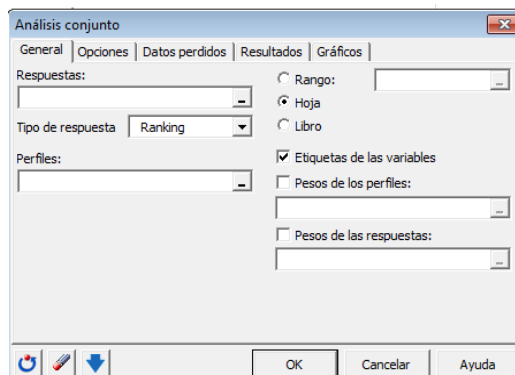 Análisis conjunto
General Opciones Datos perdidos Resultados Gráficos
Respuestas:
Tipo de respuesta Ranking
Perfiles:
Rango:
Hoja
Libro
Etiquetas de las variables
Pesos de los perfiles:
Pesos de las respuestas:
OK Cancelar Ayuda